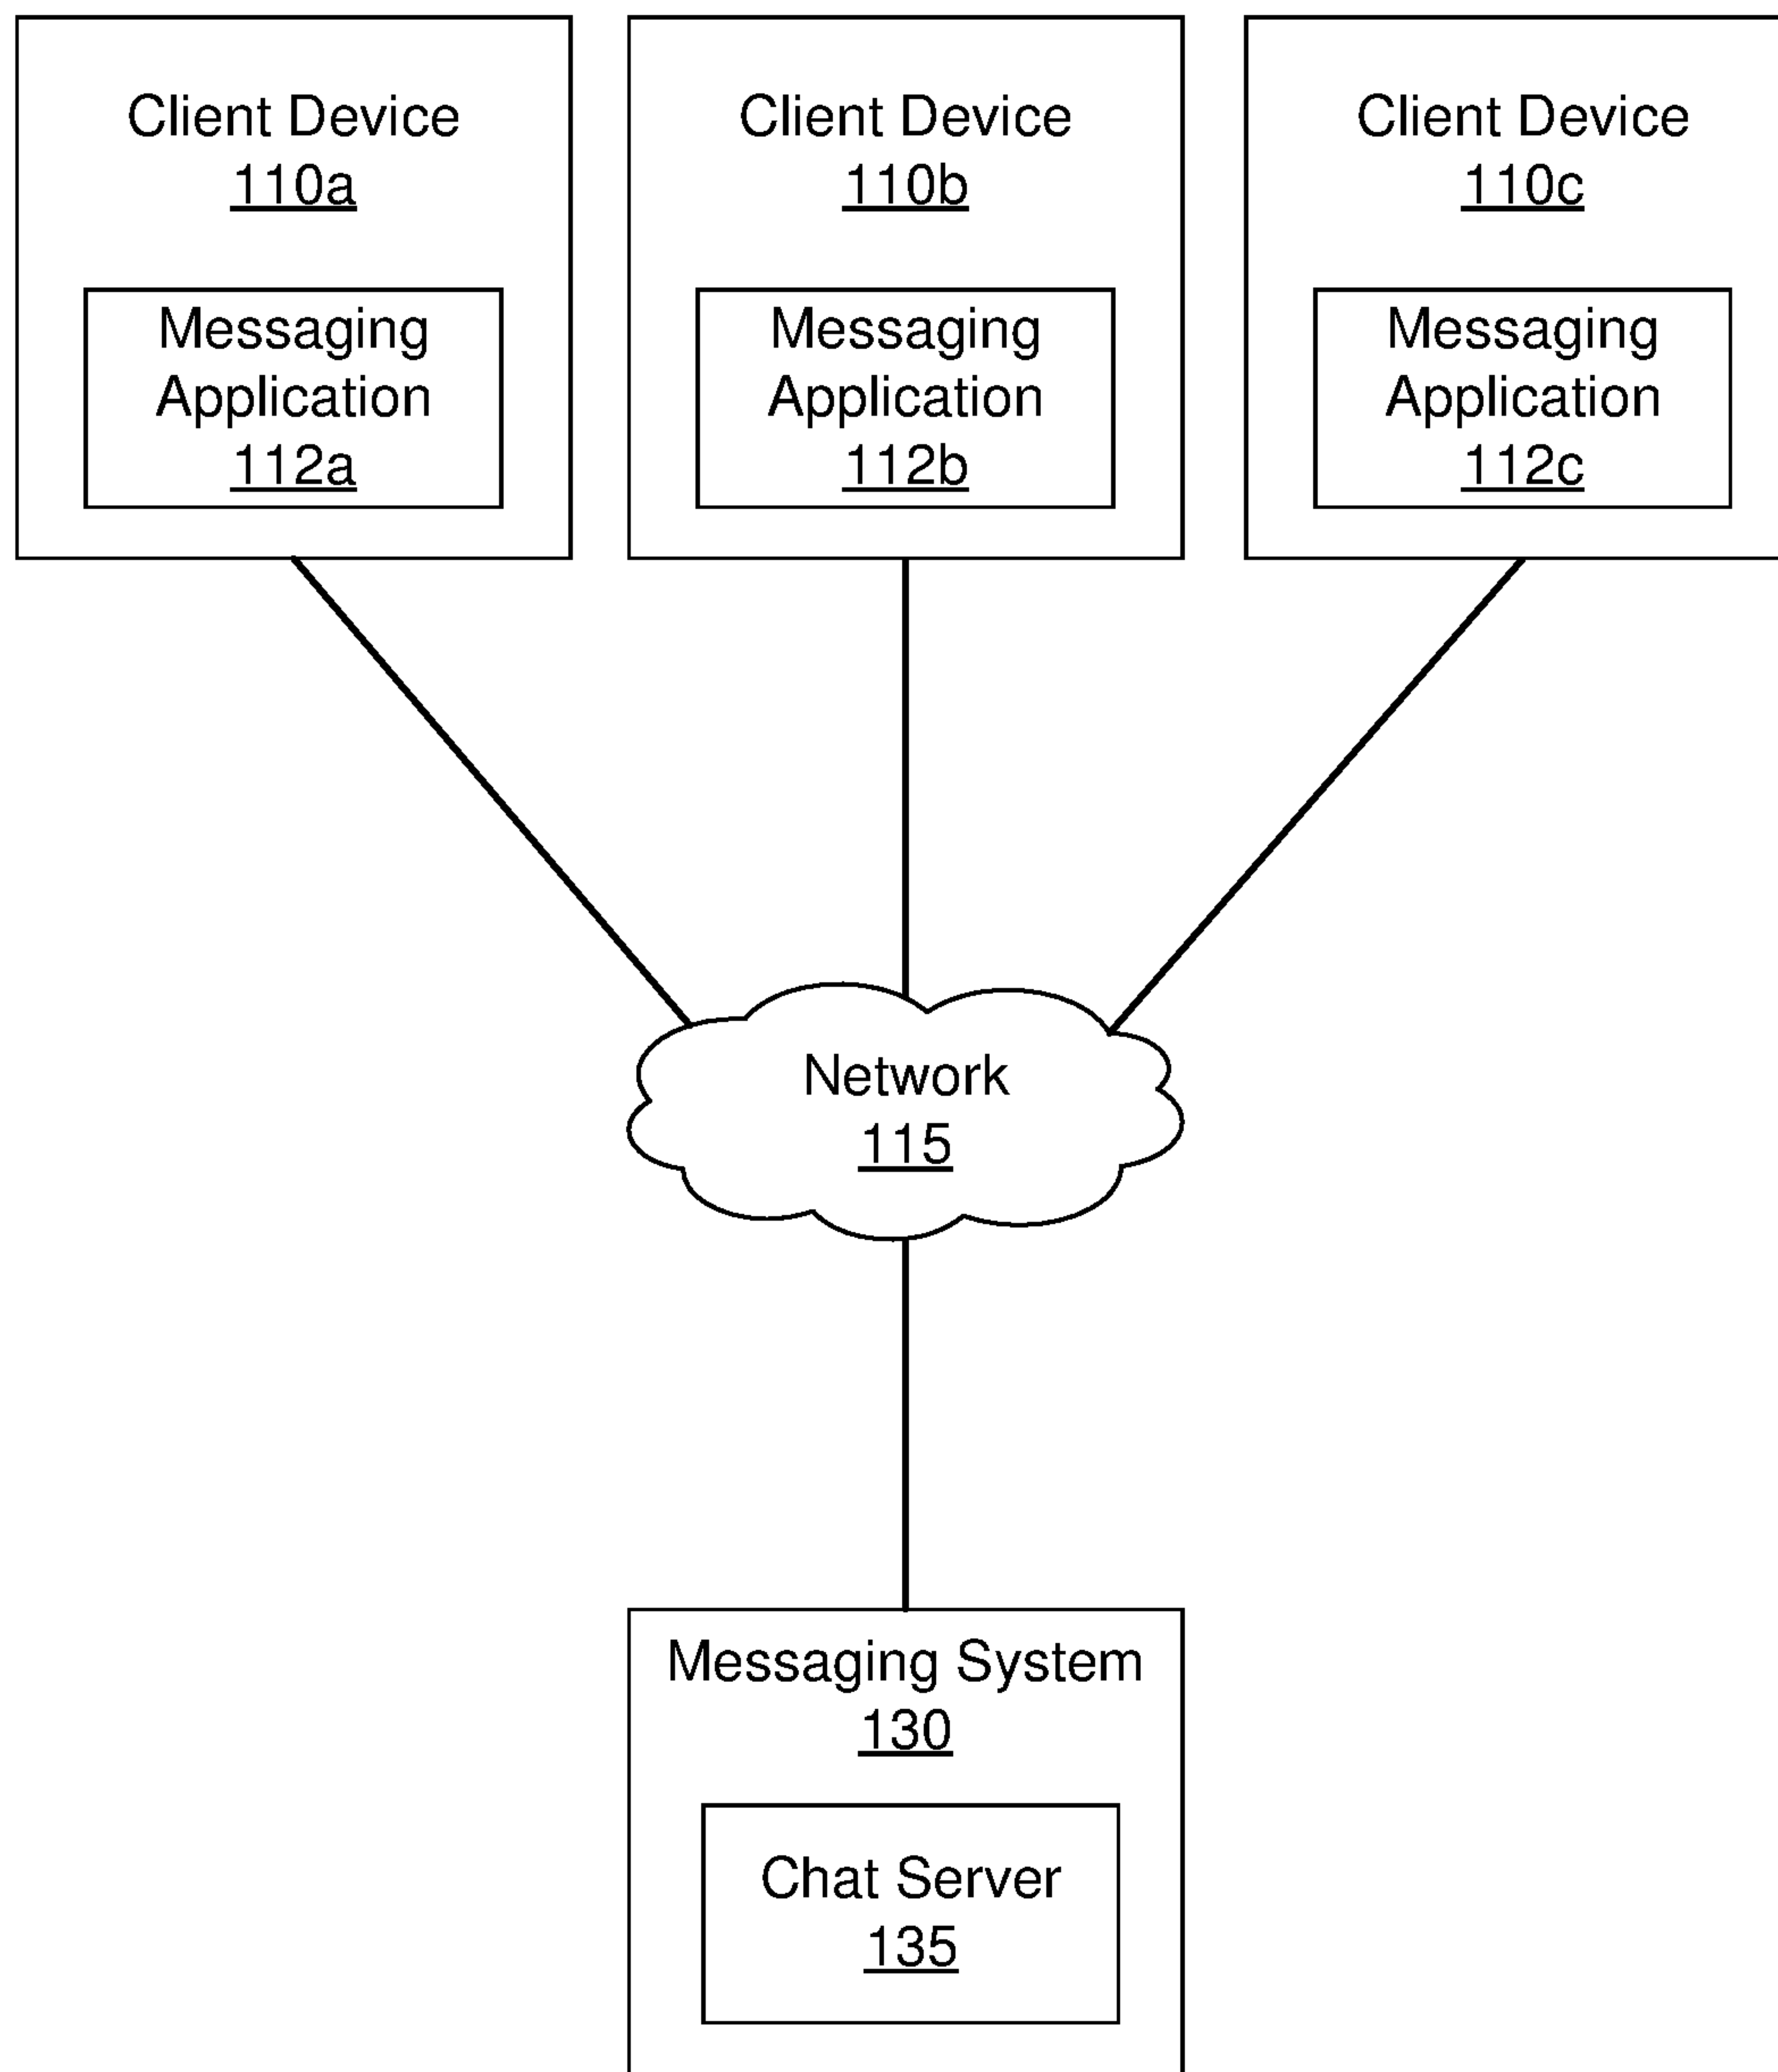 Client Device
110a
Messaging
Application
112a
Client Device
110b
Messaging
Application
112b
Client Device
110c
Messaging
Application
112c
Network
115
Messaging System
130
Chat Server
135